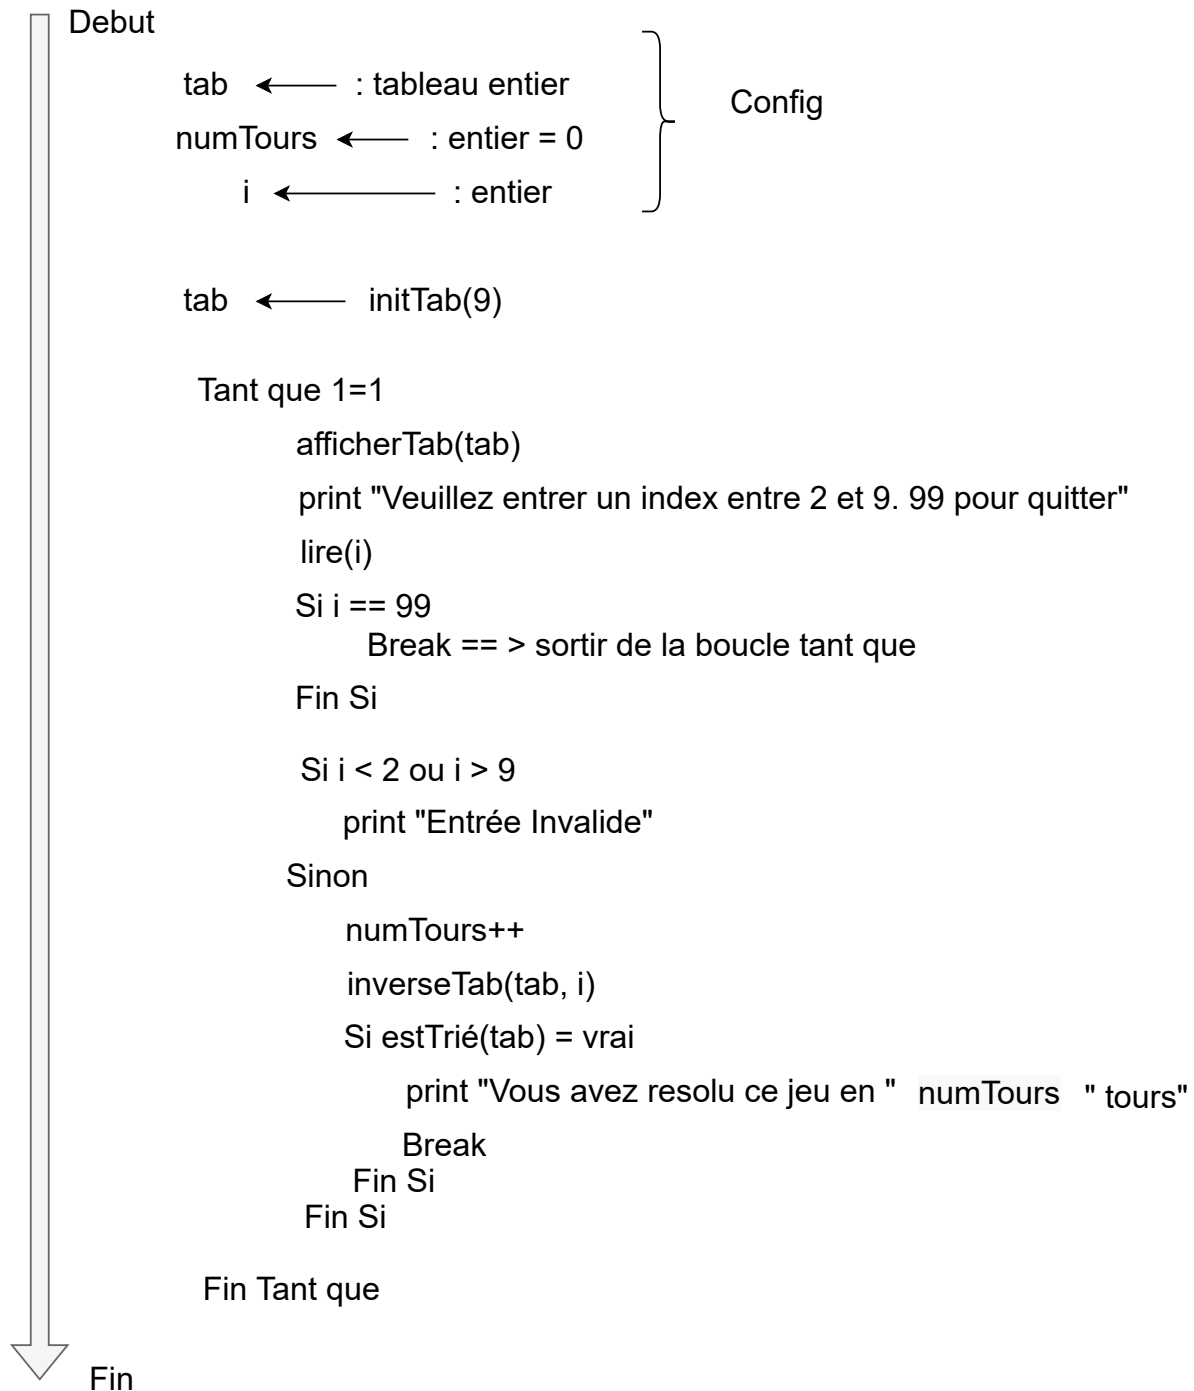 Debut
tab : tableau entier
Config
numTours : entier = 0
i : entier
tab initTab(9)
Tant que 1=1
afficherTab(tab)
print "Veuillez entrer un index entre 2 et 9. 99 pour quitter"
lire(i)
Si i == 99
Break == > sortir de la boucle tant que
Fin Si
Si i < 2 ou i > 9
print "Entrée Invalide"
Sinon
numTours++
inverseTab(tab, i)
Si estTrié(tab) = vrai
print "Vous avez resolu ce jeu en " numTours " tours"
Break
Fin Si
Fin Si
Fin Tant que
Fin